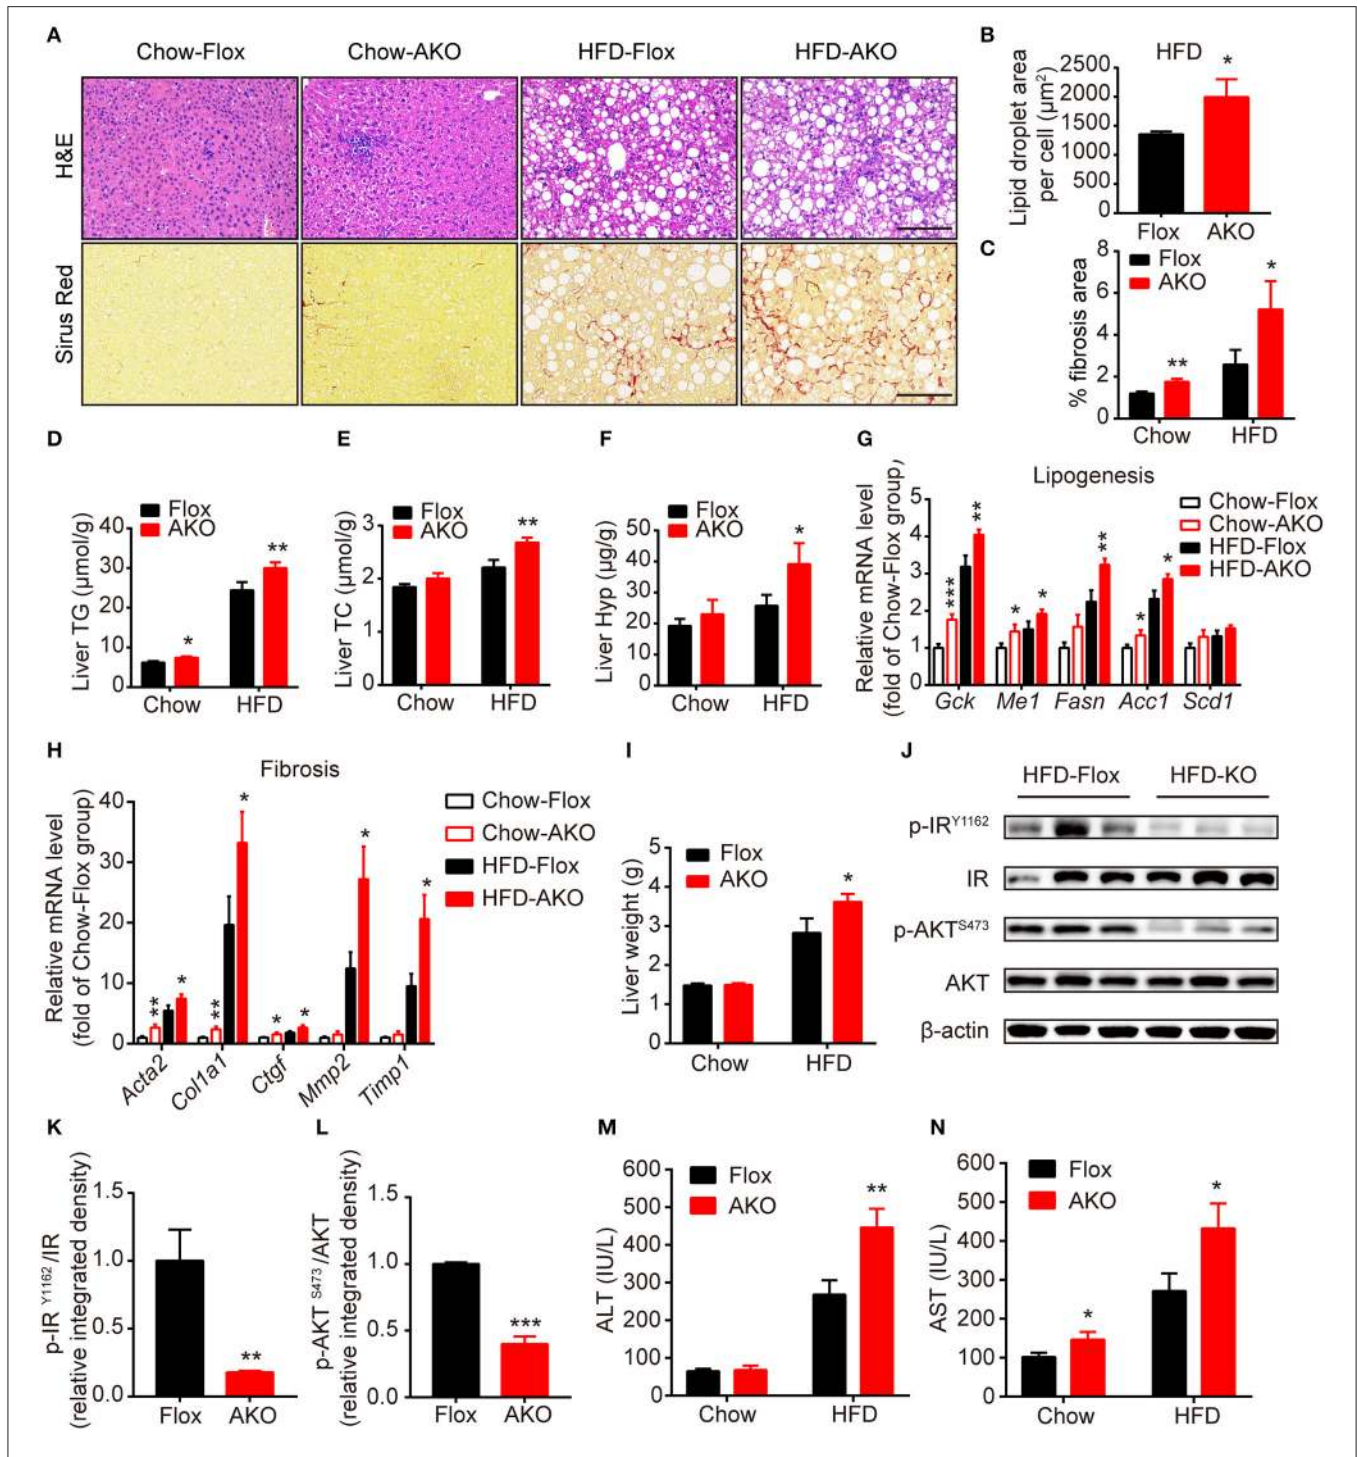 A
Chow-Flox Chow-AKO HFD-Flox HFD-AKO
H&E
Sirus Red
B
HFD
Lipid droplet area
per cell (µm²)
2500
2000
1500
1000
500
0
*
Flox AKO
C
Flox
AKO
% fibrosis area
8
6
4
2
0
**
*
Chow HFD
D
Flox
AKO
Liver TG (µmol/g)
40
30
20
10
0
*
**
Chow HFD
E
Flox
AKO
Liver TC (µmol/g)
3
2
1
0
**
Chow HFD
F
Flox
AKO
Liver Hyp (µg/g)
50
40
30
20
10
0
*
Chow HFD
G
Lipogenesis
Relative mRNA level
(fold of Chow-Flox group)
5
4
3
2
1
0
Chow-Flox
Chow-AKO
HFD-Flox
HFD-AKO
*** ** * * ** * *
Gck Me1 Fasn Acc1 Scd1
H
Fibrosis
Relative mRNA level
(fold of Chow-Flox group)
40
30
20
10
0
Chow-Flox
Chow-AKO
HFD-Flox
HFD-AKO
** * ** * * * * *
Acta2 Col1a1 Ctgf Mmp2 Timp1
I
Flox
AKO
Liver weight (g)
5
4
3
2
1
0
*
Chow HFD
J
HFD-Flox HFD-KO
p-IR Y1162
IR
p-AKT S473
AKT
β-actin
K
p-IR Y1162/IR
(relative integrated density)
1.5
1.0
0.5
0.0
**
Flox AKO
L
p-AKT S473/AKT
(relative integrated density)
1.5
1.0
0.5
0.0
***
Flox AKO
M
Flox
AKO
ALT (IU/L)
600
500
400
300
200
100
0
**
Chow HFD
N
Flox
AKO
AST (IU/L)
600
500
400
300
200
100
0
*
*
Chow HFD